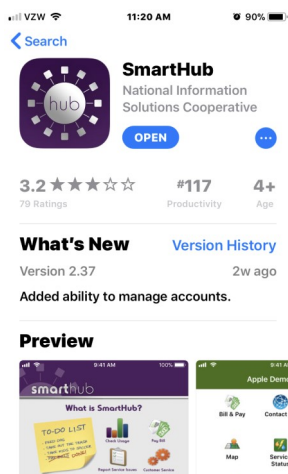 VZW 11:20 AM 90%
Search
hub
SmartHub
National Information
Solutions Cooperative
OPEN
3.2 #117 4+
79 Ratings Productivity Age
What's New Version History
Version 2.37 2w ago
Added ability to manage accounts.
Preview
9:41 AM 100% 9:41 A
smarthub Apple Demo
What is SmartHub?
TO-DO LIST
Bill & Pay Contact
Check Usage Pay Bill
Map Servic
Status
Report Service Issues Customer Service